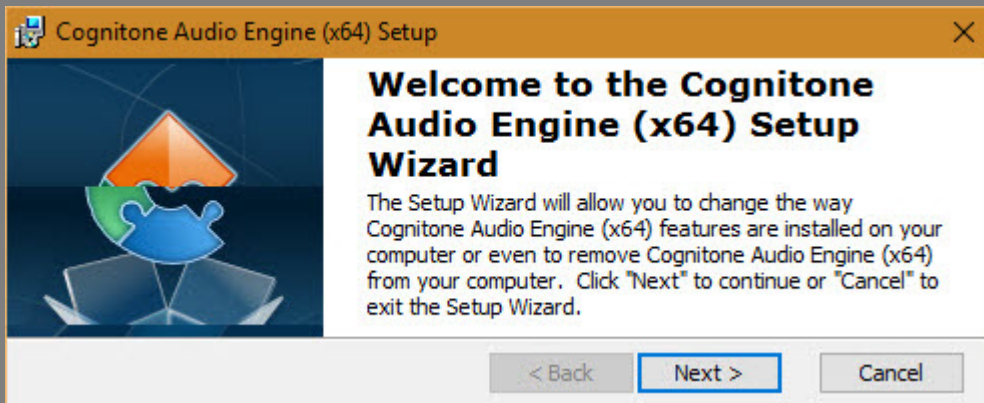 Cognitone Audio Engine (x64) Setup
Welcome to the Cognitone
Audio Engine (x64) Setup
Wizard
The Setup Wizard will allow you to change the way
Cognitone Audio Engine (x64) features are installed on your
computer or even to remove Cognitone Audio Engine (x64)
from your computer.  Click "Next" to continue or "Cancel" to
exit the Setup Wizard.
< Back Next > Cancel